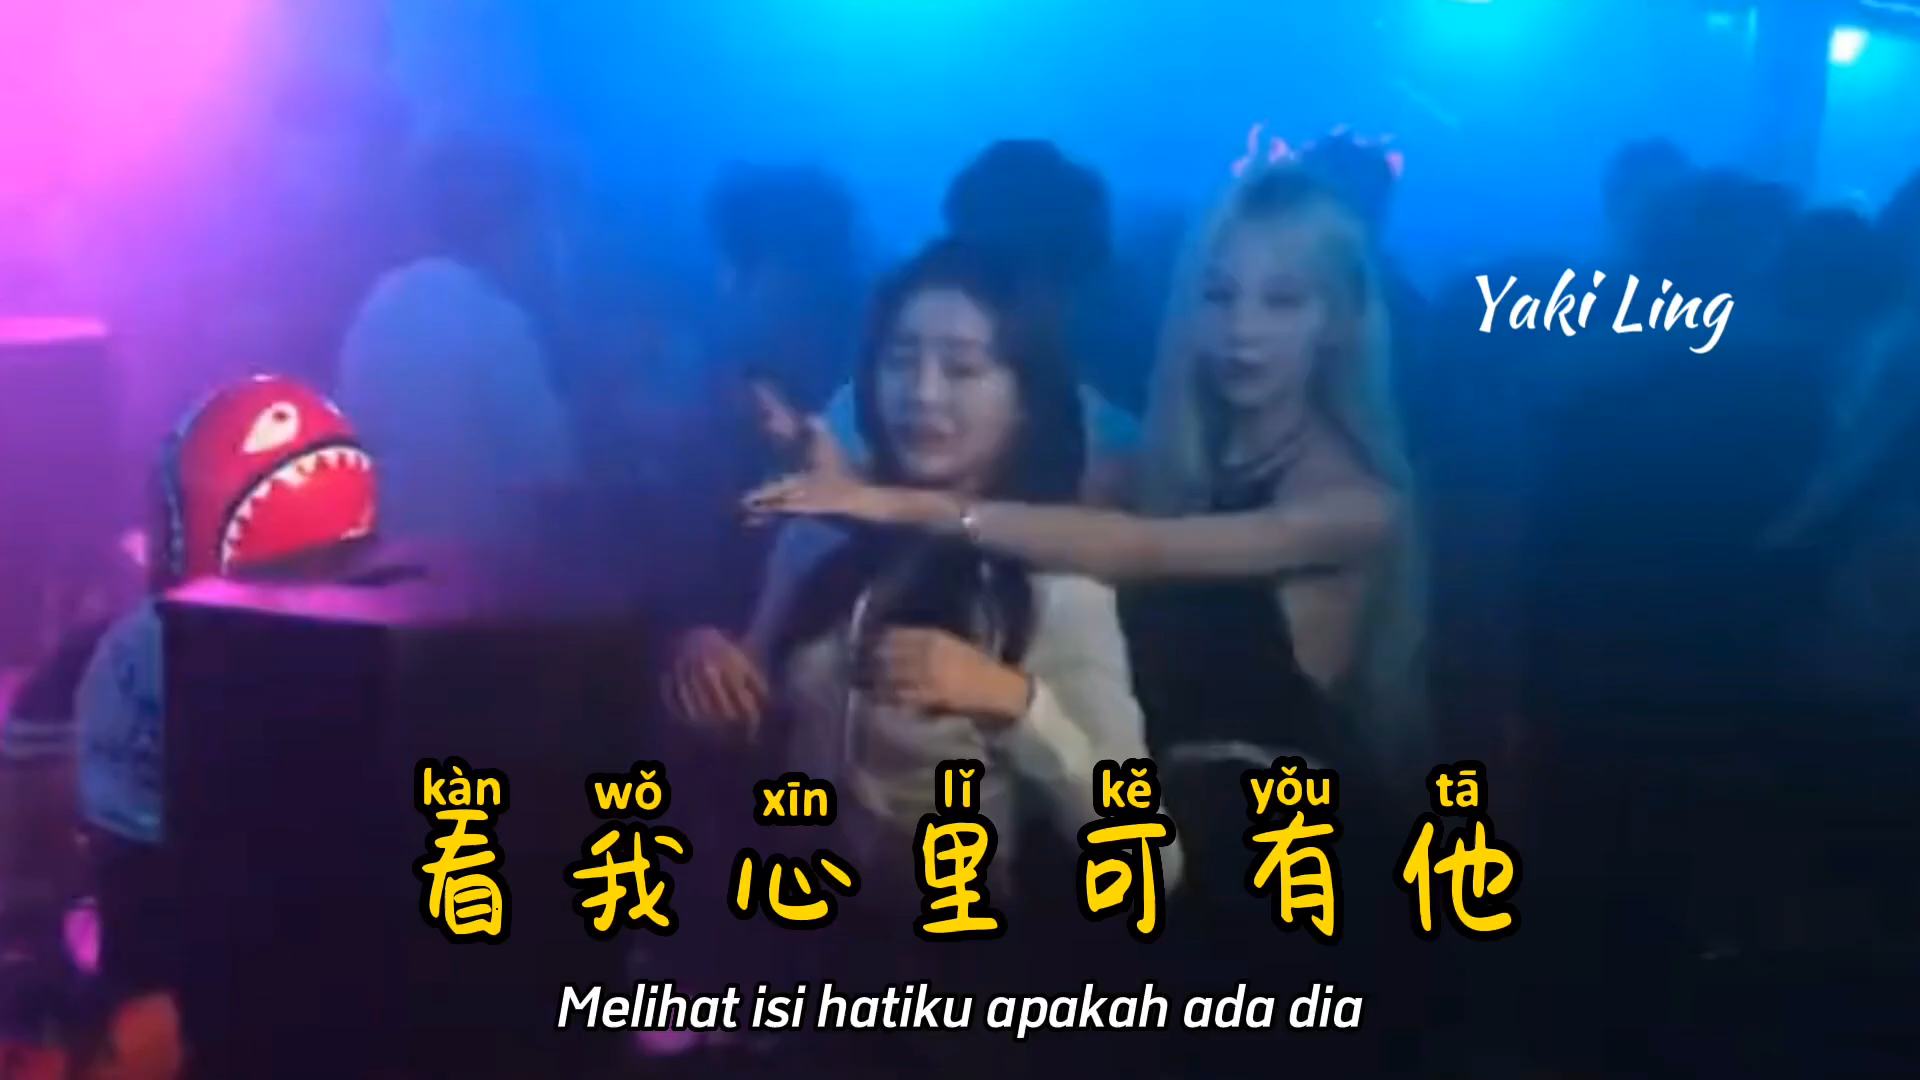 Yaki Ling
kàn wǒ xīn lǐ kě yǒu tā
看我心里可有他
Melihat isi hatiku apakah ada dia